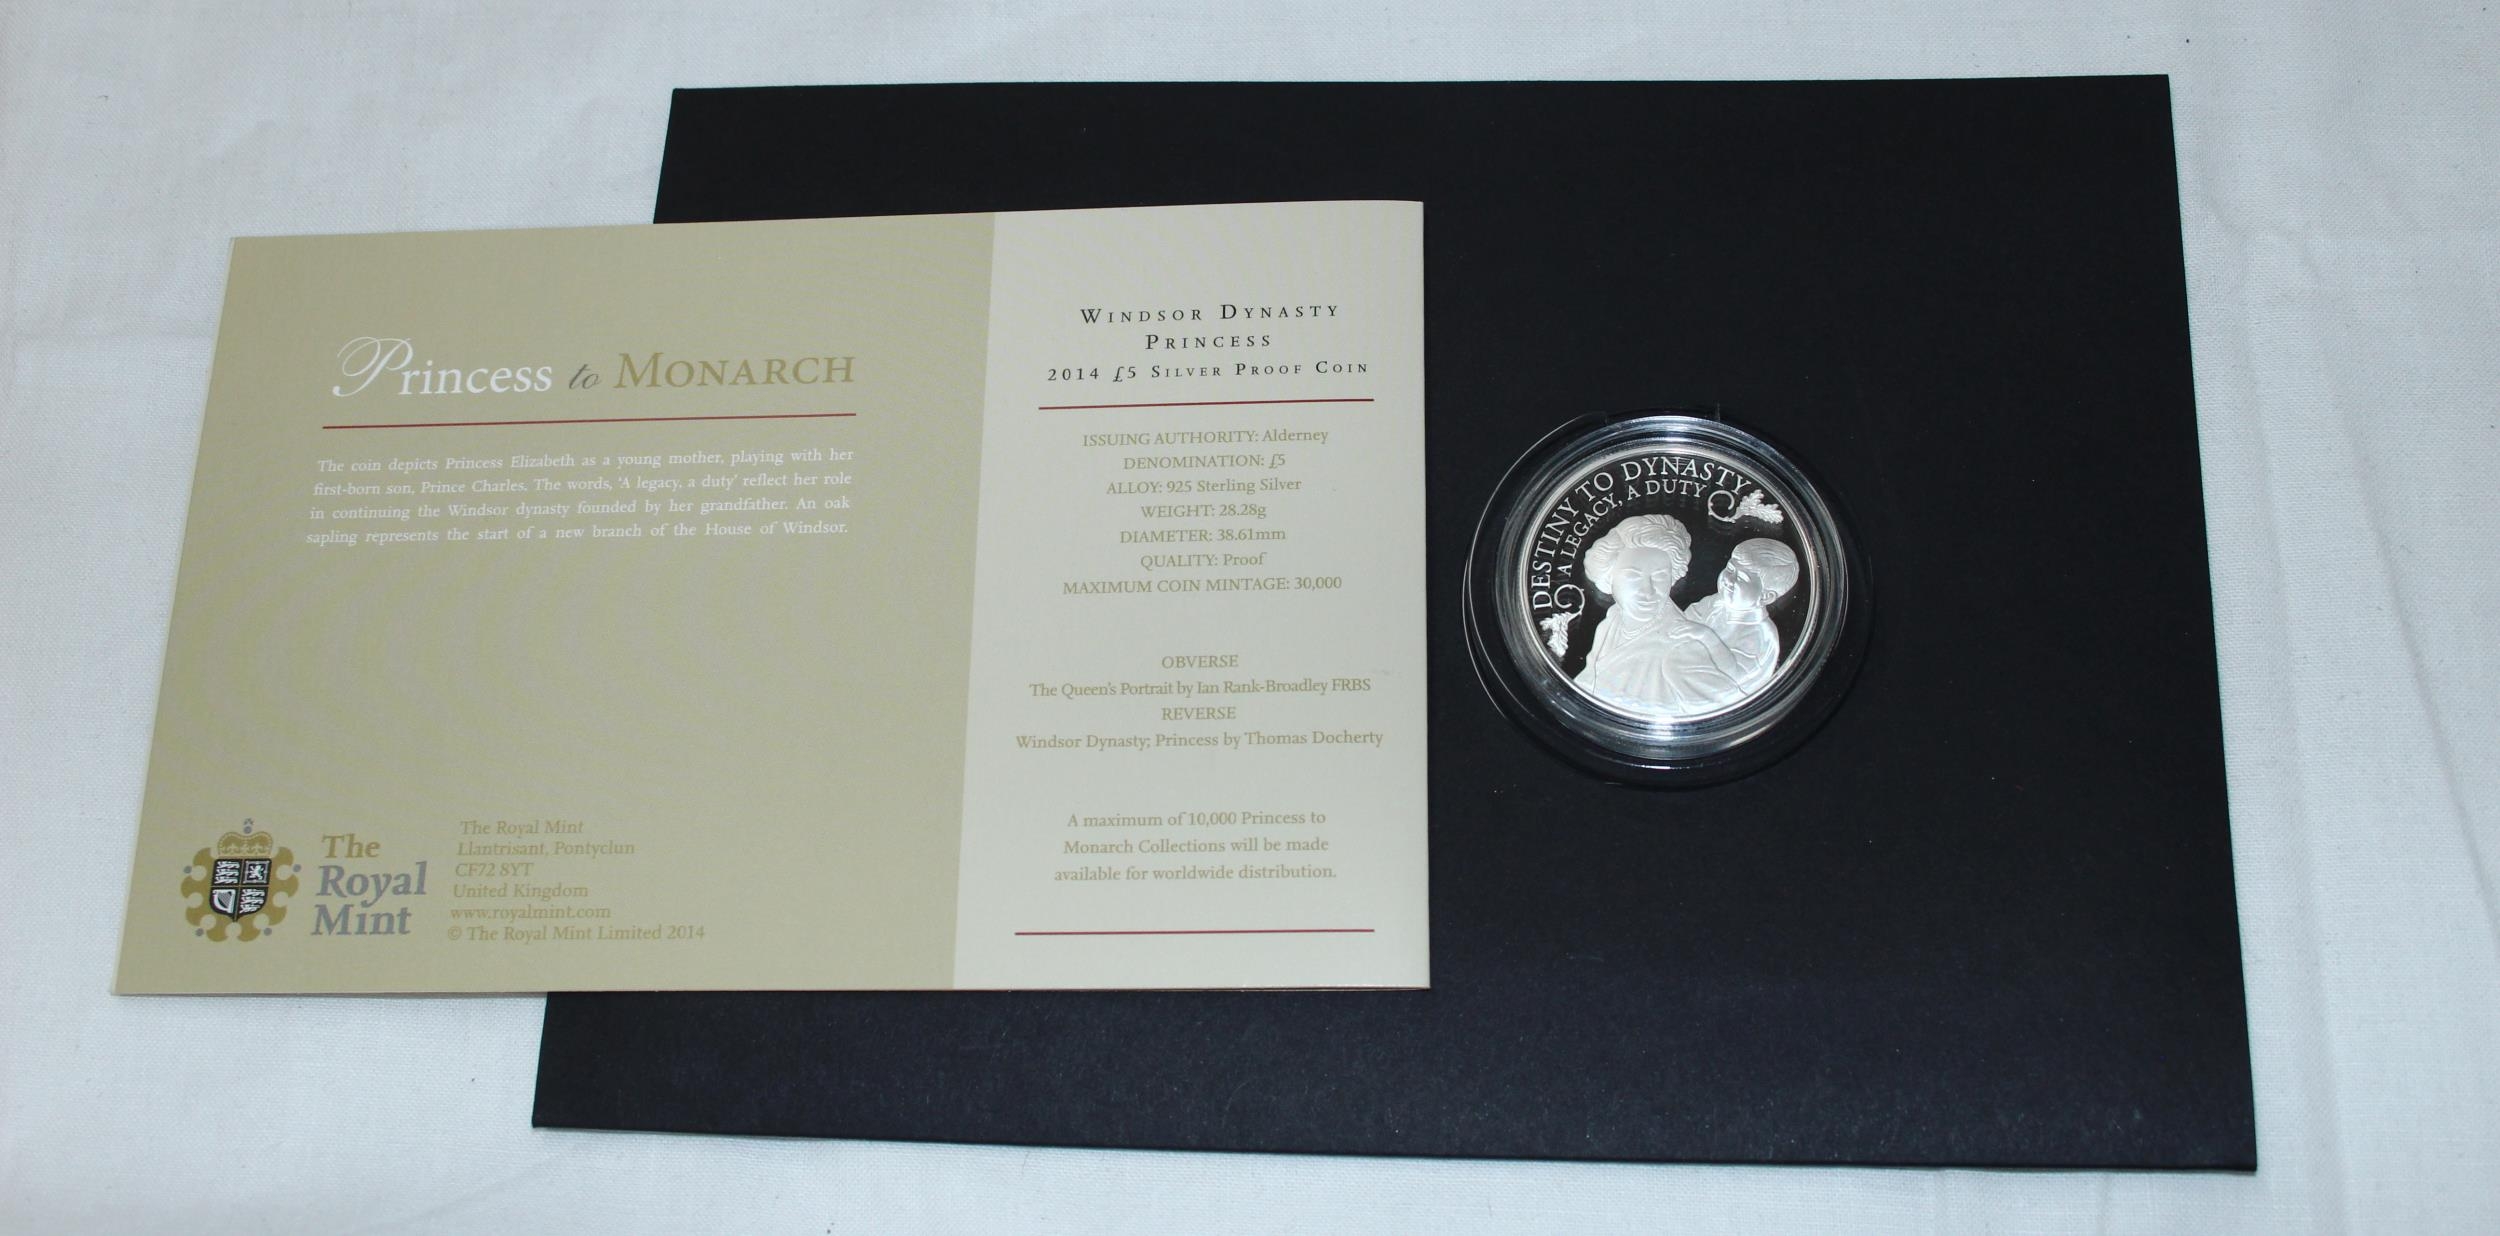 Princess to MONARCH
The coin depicts Princess Elizabeth as a young mother, playing with her
first-born son, Prince Charles. The words, ‘A legacy, a duty’ reflect her role
in continuing the Windsor dynasty founded by her grandfather. An oak
sapling represents the start of a new branch of the House of Windsor.
The
Royal
Mint
The Royal Mint
Llantrisant, Pontyclun
CF72 8YT
United Kingdom
www.royalmint.com
© The Royal Mint Limited 2014
WINDSOR DYNASTY
PRINCESS
2014 £5 SILVER PROOF COIN
ISSUING AUTHORITY: Alderney
DENOMINATION: £5
ALLOY: 925 Sterling Silver
WEIGHT: 28.28g
DIAMETER: 38.61mm
QUALITY: Proof
MAXIMUM COIN MINTAGE: 30,000
OBVERSE
The Queen's Portrait by Ian Rank-Broadley FRBS
REVERSE
Windsor Dynasty; Princess by Thomas Docherty
A maximum of 10,000 Princess to
Monarch Collections will be made
available for worldwide distribution.
DESTINY TO DYNASTY
A LEGACY, A DUTY